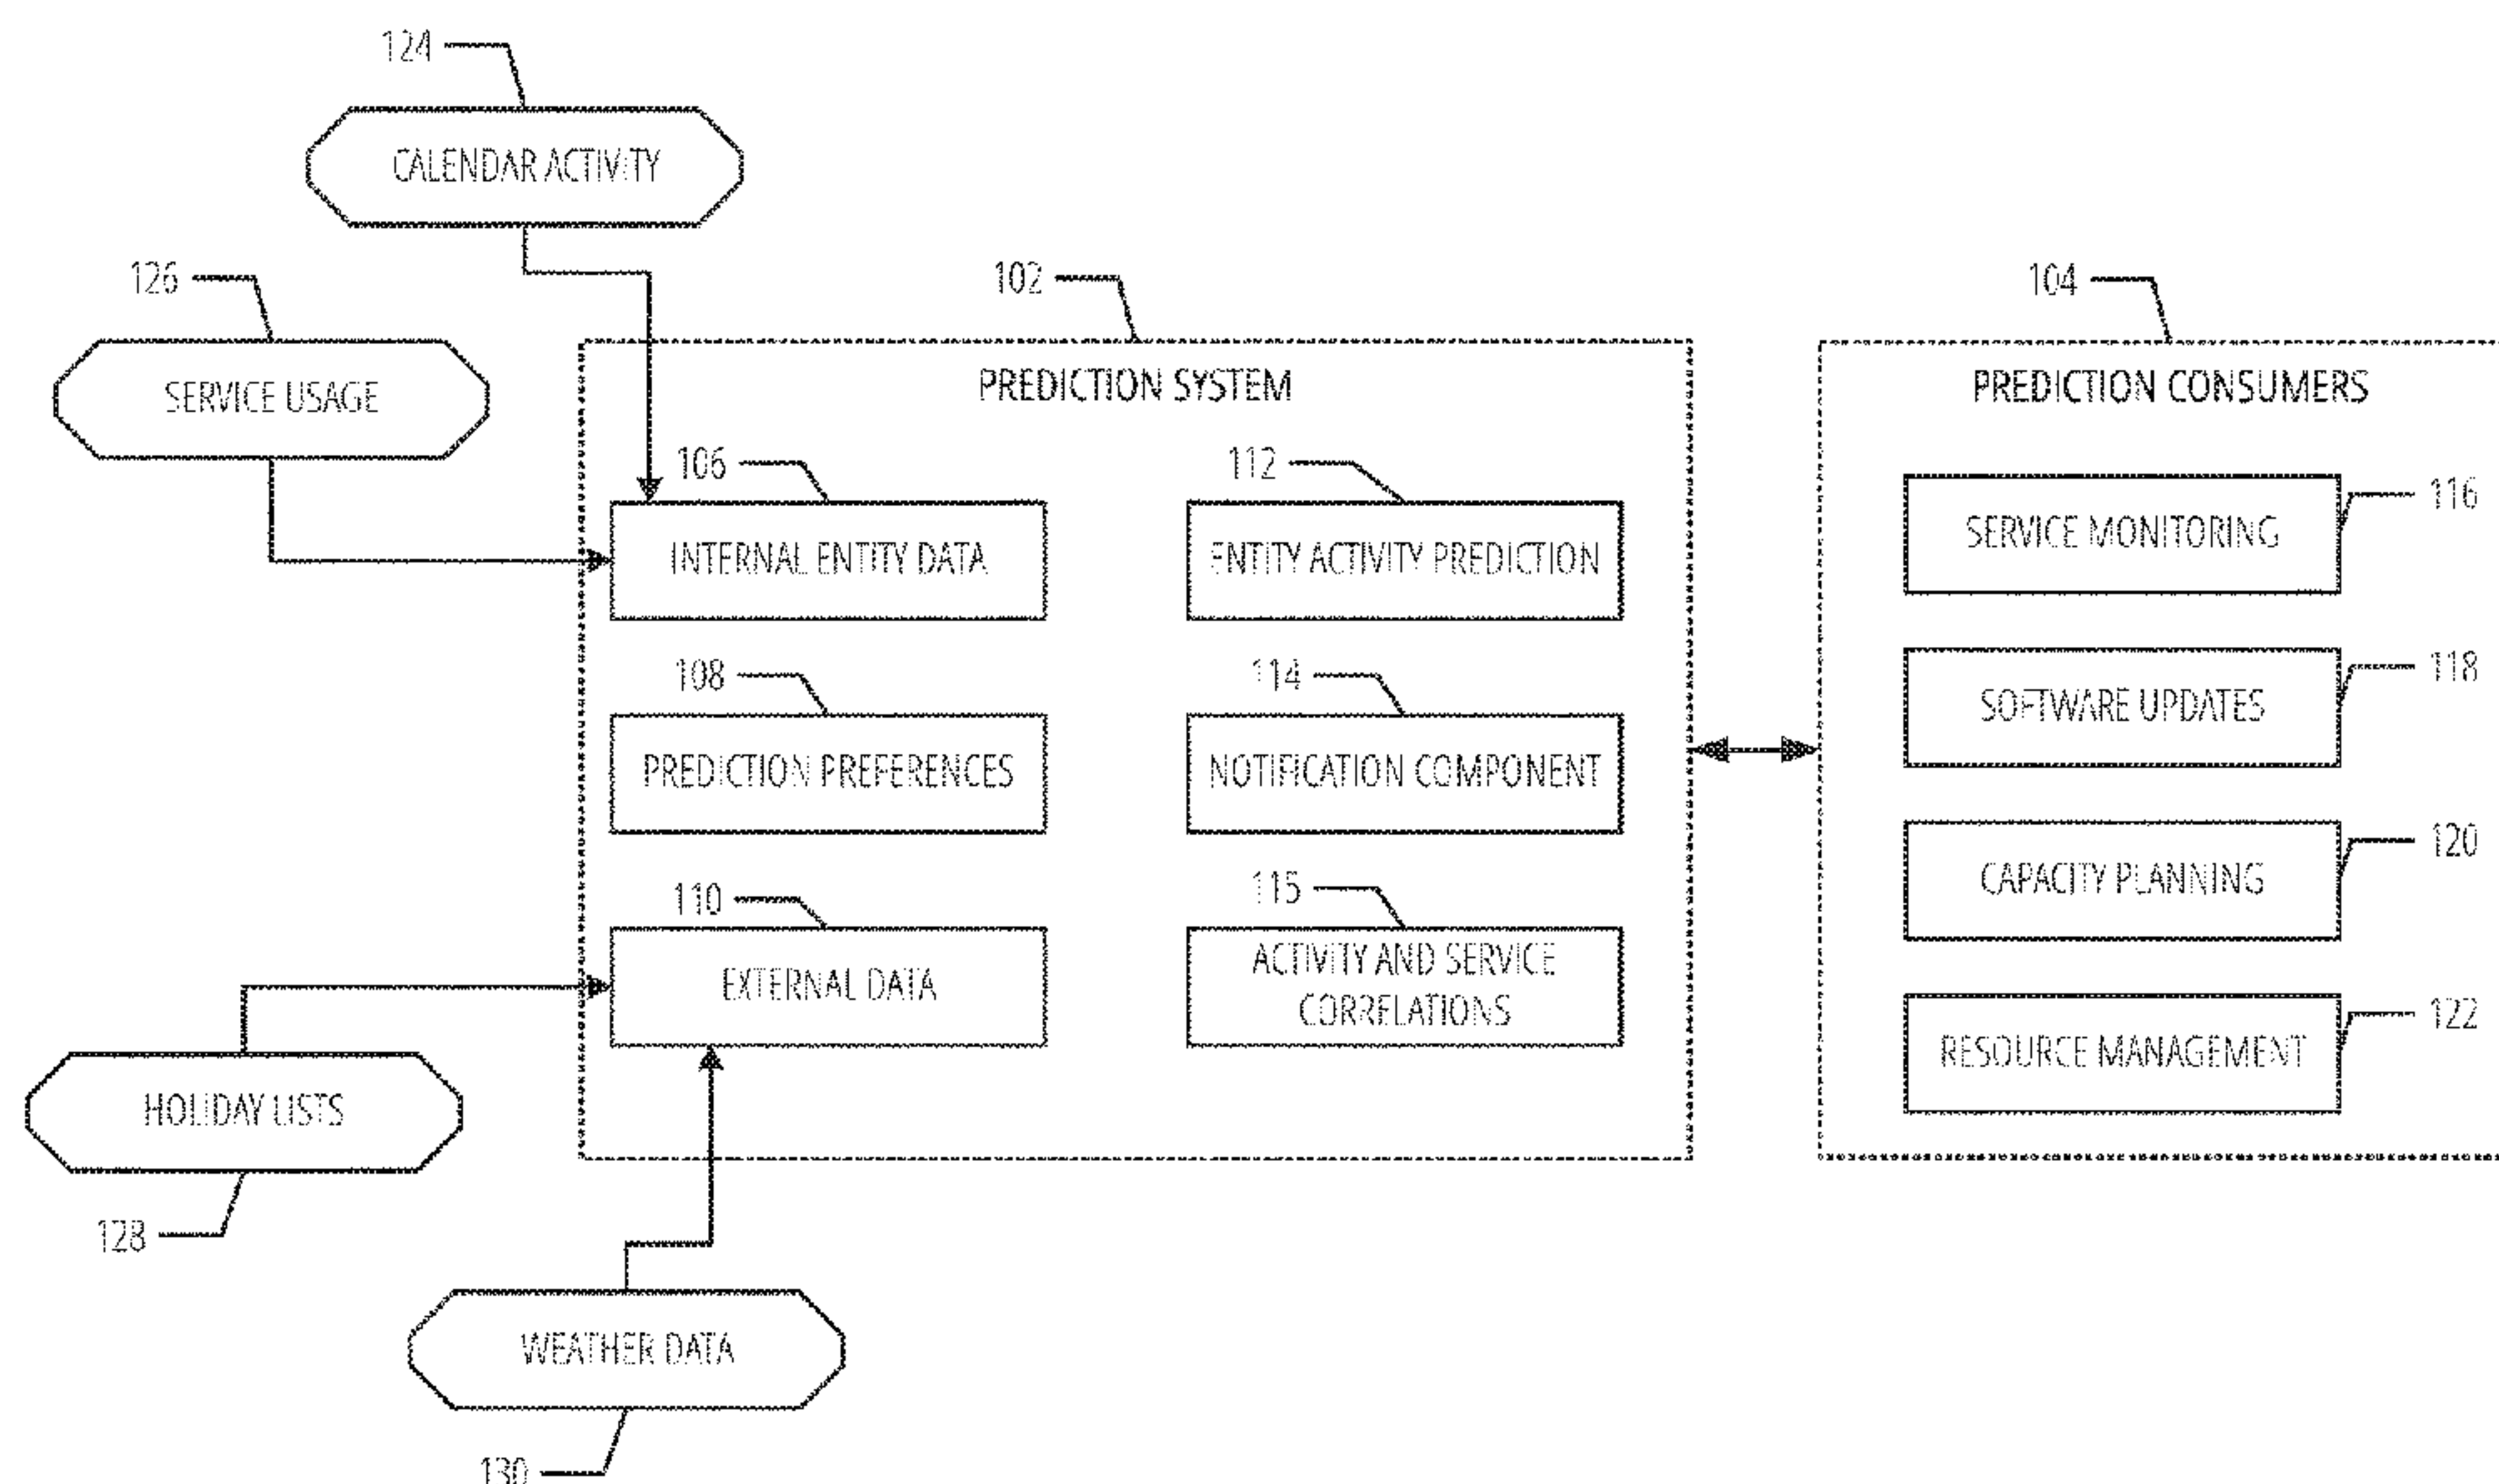 124
CALENDAR ACTIVITY
126
SERVICE USAGE
102
PREDICTION SYSTEM
106
INTERNAL ENTITY DATA
112
ENTITY ACTIVITY PREDICTION
108
PREDICTION PREFERENCES
114
NOTIFICATION COMPONENT
110
EXTERNAL DATA
115
ACTIVITY AND SERVICE
CORRELATIONS
104
PREDICTION CONSUMERS
SERVICE MONITORING
116
SOFTWARE UPDATES
118
CAPACITY PLANNING
120
RESOURCE MANAGEMENT
122
HOLIDAY LISTS
128
WEATHER DATA
130